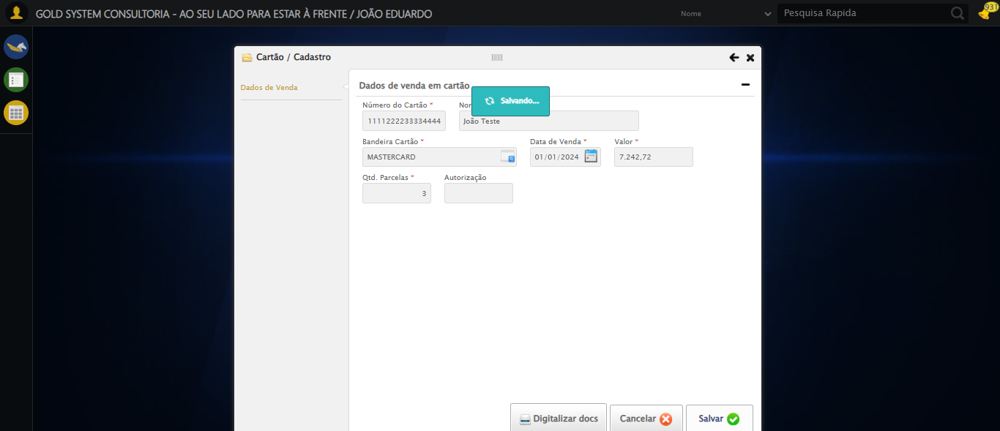 GOLD SYSTEM CONSULTORIA - AO SEU LADO PARA ESTAR À FRENTE / JOÃO EDUARDO
Nome
Pesquisa Rapida
931
Cartão / Cadastro
Dados de Venda
Dados de venda em cartão
Salvando...
Número do Cartão *
1111222233334444
João Teste
Bandeira Cartão *
Data de Venda *
Valor *
MASTERCARD
01/01/2024
7.242,72
Qtd. Parcelas *
Autorização
3
Digitalizar docs
Cancelar
Salvar